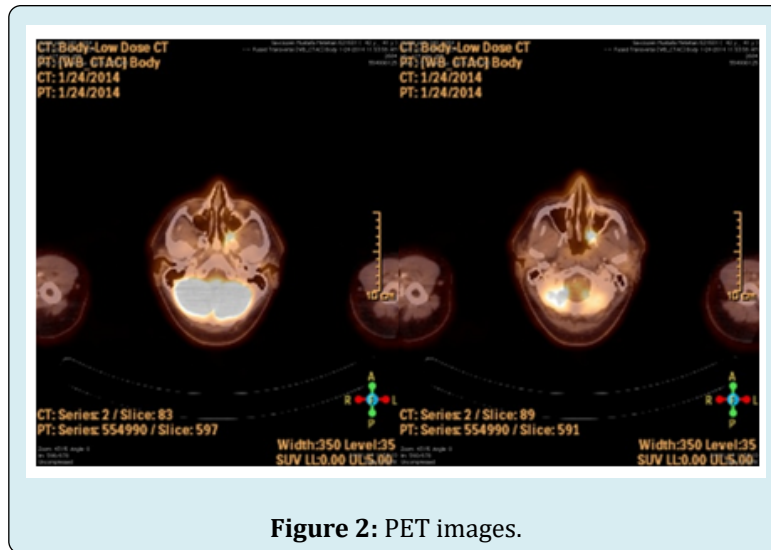 CT: Body-Low Dose CT
PT: [WB_CTAC] Body
CT: 1/24/2014
PT: 1/24/2014
10 cm
A
R L
P
CT: Series: 2 / Slice: 83
PT: Series: 554990 / Slice: 597
Width:350 Level:35
SUV LL:0.00 UL:5.00
CT: Body-Low Dose CT
PT: [WB_CTAC] Body
CT: 1/24/2014
PT: 1/24/2014
10 cm
A
R L
P
CT: Series: 2 / Slice: 89
PT: Series: 554990 / Slice: 591
Width:350 Level:35
SUV LL:0.00 UL:5.00
Figure 2: PET images.